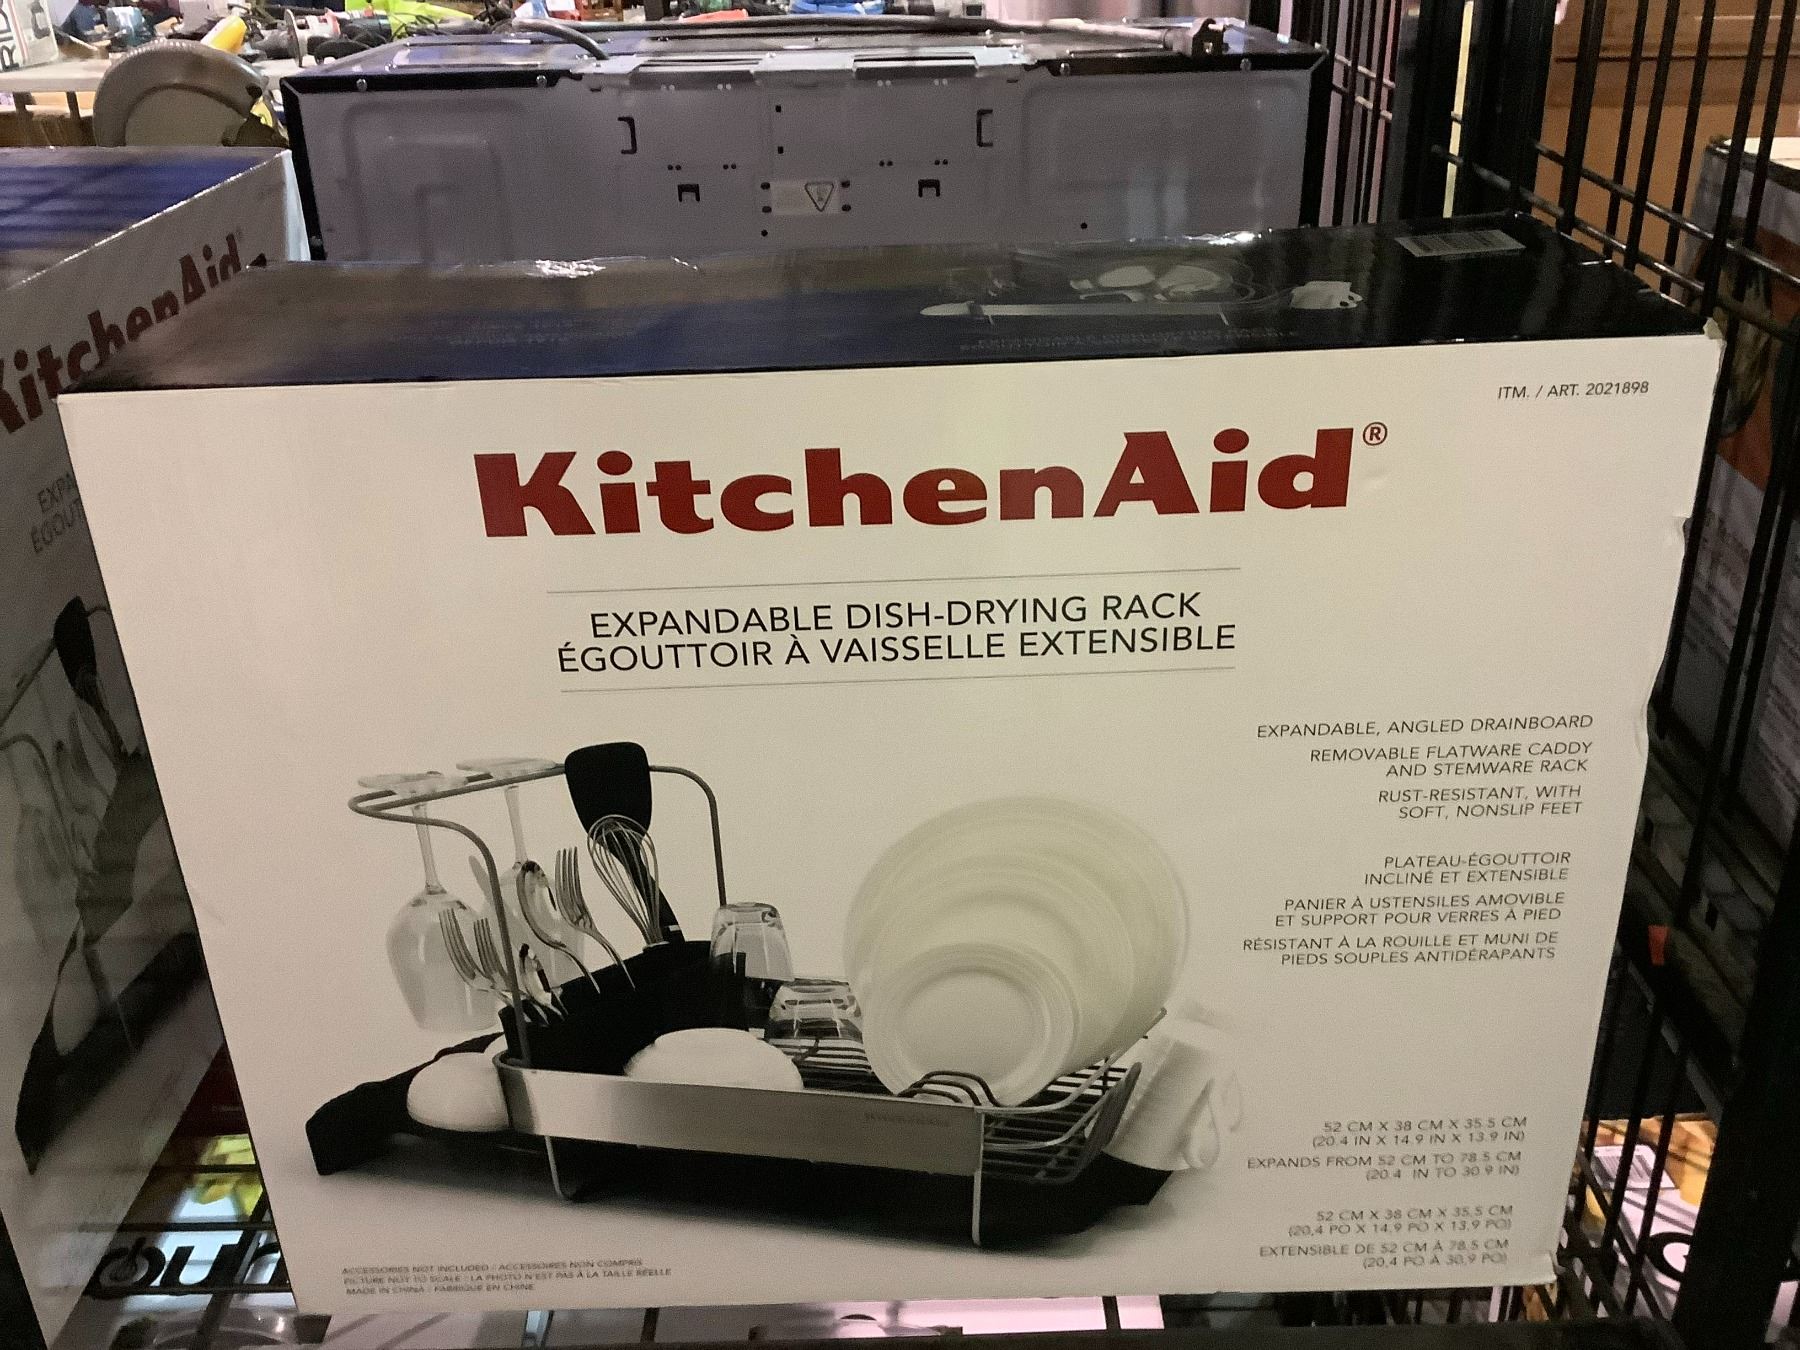 ITM. / ART. 2021898
KitchenAid®
EXPANDABLE DISH-DRYING RACK
ÉGOUTTOIR À VAISSELLE EXTENSIBLE
EXPANDABLE, ANGLED DRAINBOARD
REMOVABLE FLATWARE CADDY
AND STEMWARE RACK
RUST-RESISTANT, WITH
SOFT, NONSLIP FEET
PLATEAU-ÉGOUTTOIR
INCLINÉ ET EXTENSIBLE
PANIER À USTENSILES AMOVIBLE
ET SUPPORT POUR VERRES À PIED
RÉSISTANT À LA ROUILLE ET MUNI DE
PIEDS SOUPLES ANTIDÉRAPANTS
52 CM X 38 CM X 35.5 CM
(20.4 IN X 14.9 IN X 13.9 IN)
EXPANDS FROM 52 CM TO 78.5 CM
(20.4 IN TO 30.9 IN)
52 CM X 38 CM X 35,5 CM
(20,4 PO X 14,9 PO X 13,9 PO)
EXTENSIBLE DE 52 CM À 78.5 CM
(20,4 PO À 30,9 PO)
ACCESSORIES NOT INCLUDED / ACCESSOIRES NON COMPRIS
PICTURE NOT TO SCALE / LA PHOTO N'EST PAS À LA TAILLE RÉELLE
MADE IN CHINA / FABRIQUÉ EN CHINE
KitchenAid
EXPA
ÉGOUT